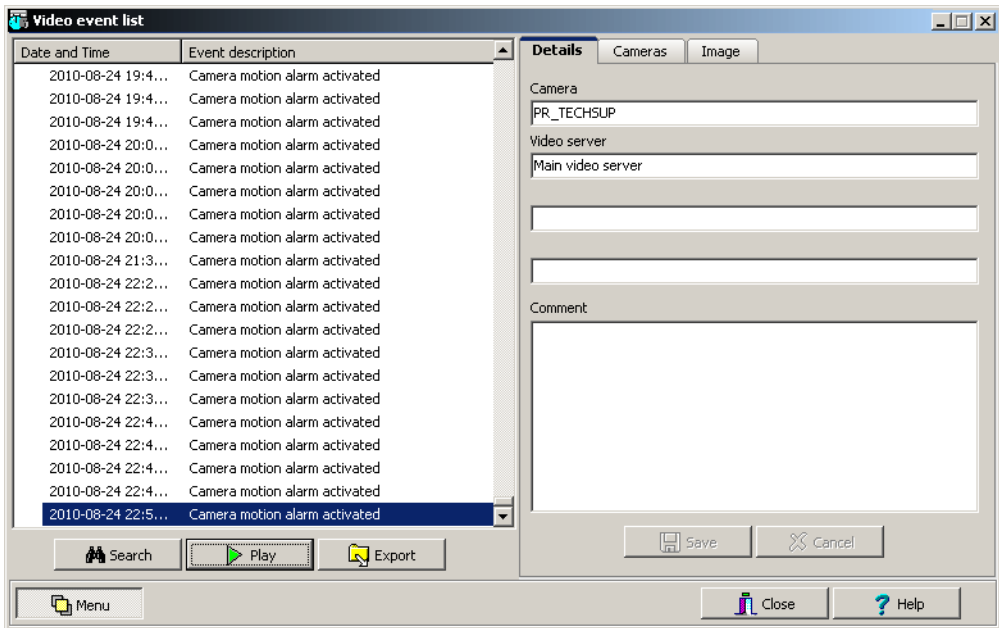 Video event list
Date and Time Event description
2010-08-24 19:4... Camera motion alarm activated
2010-08-24 19:4... Camera motion alarm activated
2010-08-24 19:4... Camera motion alarm activated
2010-08-24 20:0... Camera motion alarm activated
2010-08-24 20:0... Camera motion alarm activated
2010-08-24 20:0... Camera motion alarm activated
2010-08-24 20:0... Camera motion alarm activated
2010-08-24 20:0... Camera motion alarm activated
2010-08-24 21:3... Camera motion alarm activated
2010-08-24 22:2... Camera motion alarm activated
2010-08-24 22:2... Camera motion alarm activated
2010-08-24 22:2... Camera motion alarm activated
2010-08-24 22:3... Camera motion alarm activated
2010-08-24 22:3... Camera motion alarm activated
2010-08-24 22:3... Camera motion alarm activated
2010-08-24 22:4... Camera motion alarm activated
2010-08-24 22:4... Camera motion alarm activated
2010-08-24 22:4... Camera motion alarm activated
2010-08-24 22:4... Camera motion alarm activated
2010-08-24 22:5... Camera motion alarm activated
Search Play Export
Details Cameras Image
Camera
PR_TECHSUP
Video server
Main video server
Comment
Save Cancel
Menu Close Help